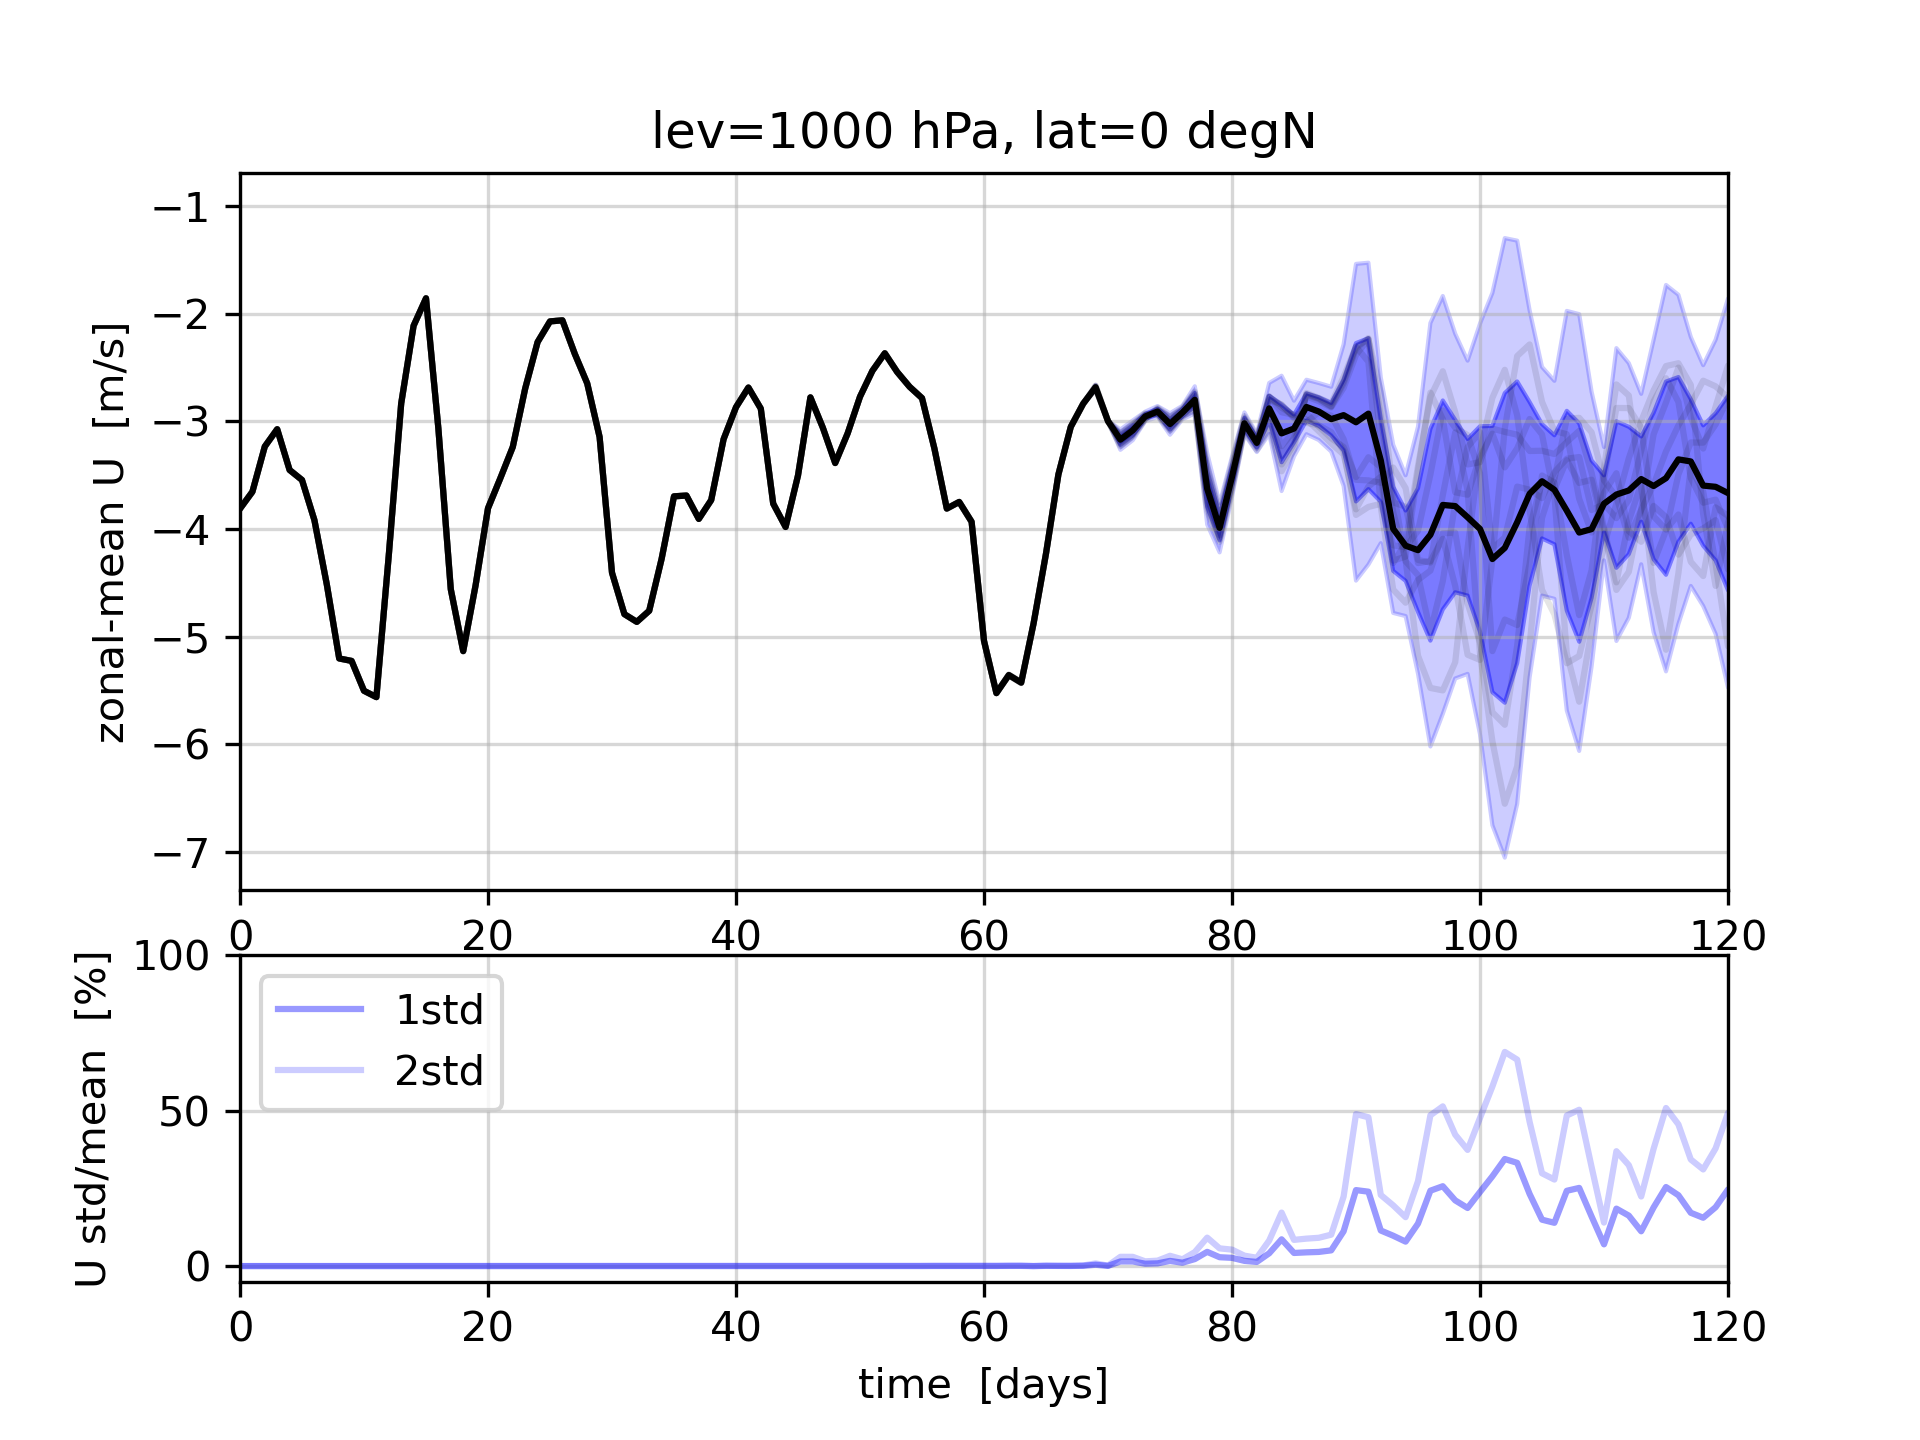 lev=1000 hPa, lat=0 degN
zonal-mean U  [m/s]
−1
−2
−3
−4
−5
−6
−7
0 20 40 60 80 100 120
U std/mean  [%]
100
50
0
1std
2std
0 20 40 60 80 100 120
time  [days]